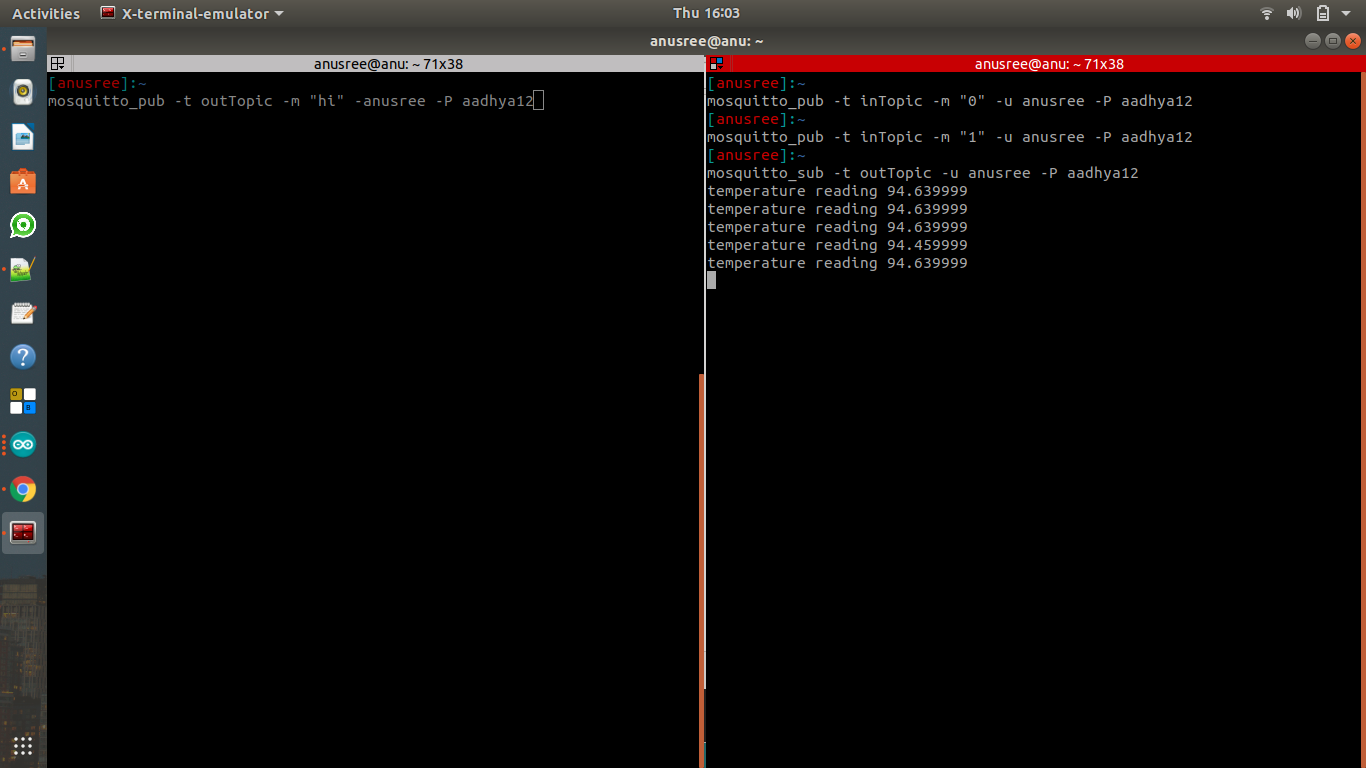 Activities
X-terminal-emulator
Thu 16:03
anusree@anu: ~
anusree@anu: ~ 71x38
[anusree]:~
mosquitto_pub -t outTopic -m "hi" -anusree -P aadhya12
anusree@anu: ~ 71x38
[anusree]:~
mosquitto_pub -t inTopic -m "0" -u anusree -P aadhya12
[anusree]:~
mosquitto_pub -t inTopic -m "1" -u anusree -P aadhya12
[anusree]:~
mosquitto_sub -t outTopic -u anusree -P aadhya12
temperature reading 94.639999
temperature reading 94.639999
temperature reading 94.639999
temperature reading 94.459999
temperature reading 94.639999